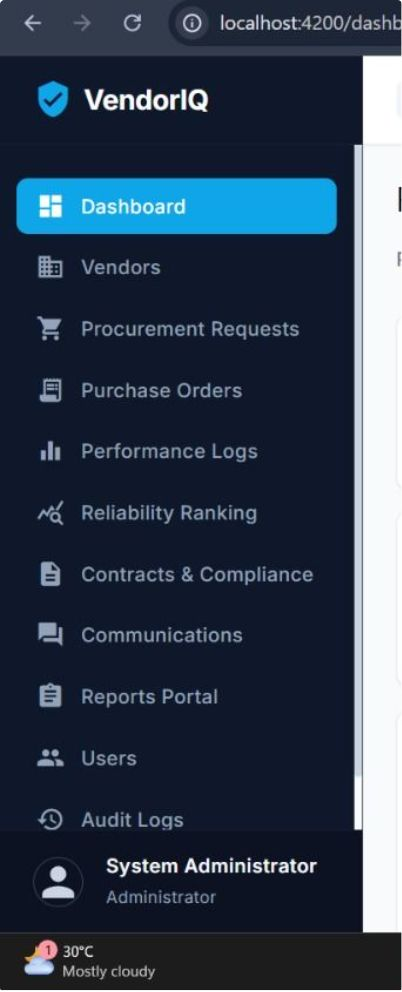 localhost:4200/dashb
VendorIQ
Dashboard
Vendors
Procurement Requests
Purchase Orders
Performance Logs
Reliability Ranking
Contracts & Compliance
Communications
Reports Portal
Users
Audit Logs
System Administrator
Administrator
1
30°C
Mostly cloudy